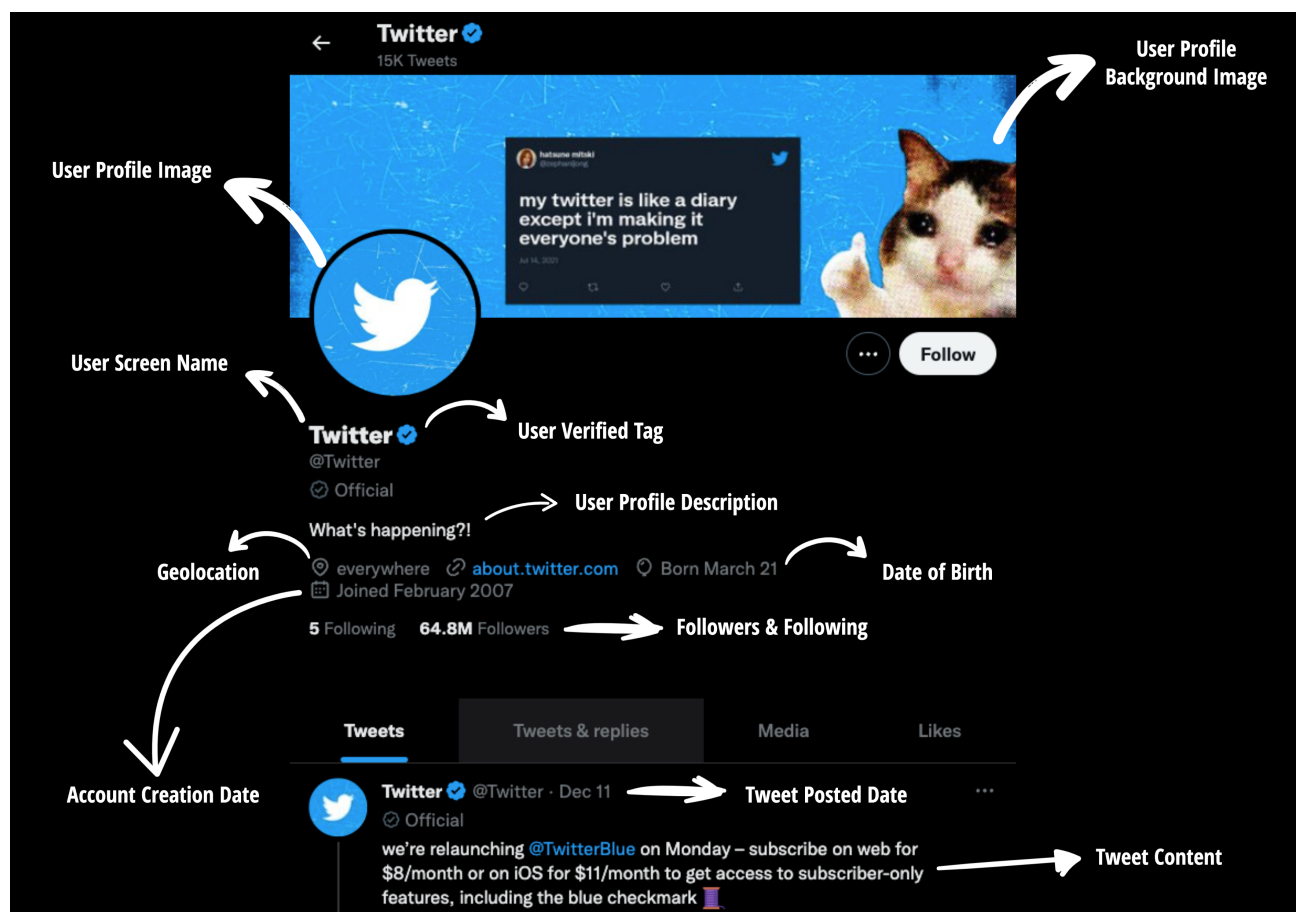 Twitter
15K Tweets
User Profile
Background Image
hatsune mitski
my twitter is like a diary
except i'm making it
everyone's problem
Jul 14, 2021
User Profile Image
User Screen Name
Follow
Twitter
User Verified Tag
@Twitter
Official
User Profile Description
What's happening?!
Geolocation
everywhere about.twitter.com Born March 21
Date of Birth
Joined February 2007
5 Following 64.8M Followers
Followers & Following
Tweets Tweets & replies Media Likes
Account Creation Date
Twitter @Twitter · Dec 11
Tweet Posted Date
Official
we're relaunching @TwitterBlue on Monday – subscribe on web for
$8/month or on iOS for $11/month to get access to subscriber-only
features, including the blue checkmark 🧵
Tweet Content